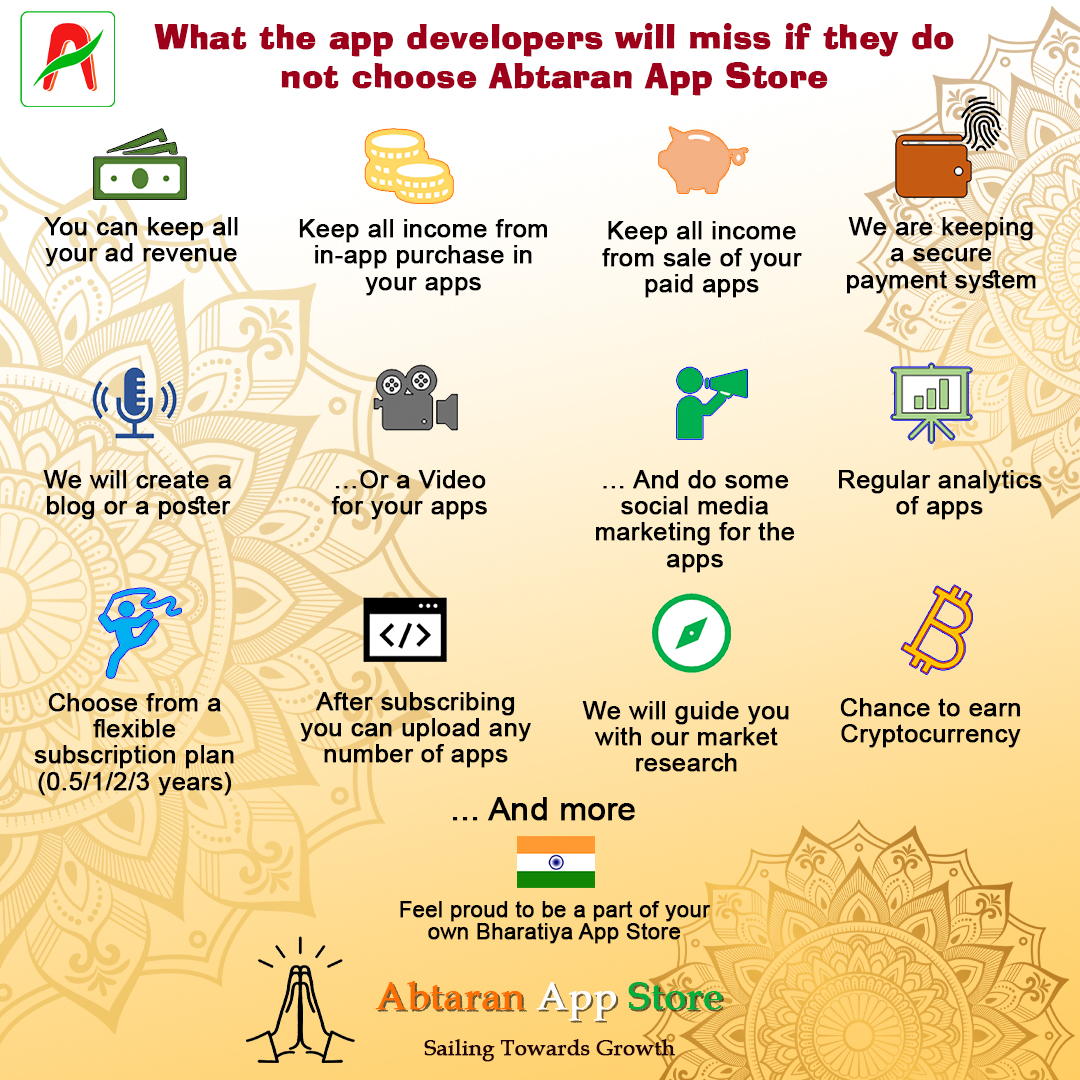 What the app developers will miss if they do
not choose Abtaran App Store
You can keep all
your ad revenue
Keep all income from
in-app purchase in
your apps
Keep all income
from sale of your
paid apps
We are keeping
a secure
payment system
We will create a
blog or a poster
...Or a Video
for your apps
... And do some
social media
marketing for the
apps
Regular analytics
of apps
Choose from a
flexible
subscription plan
(0.5/1/2/3 years)
After subscribing
you can upload any
number of apps
We will guide you
with our market
research
Chance to earn
Cryptocurrency
... And more
Feel proud to be a part of your
own Bharatiya App Store
Abtaran App Store
Sailing Towards Growth